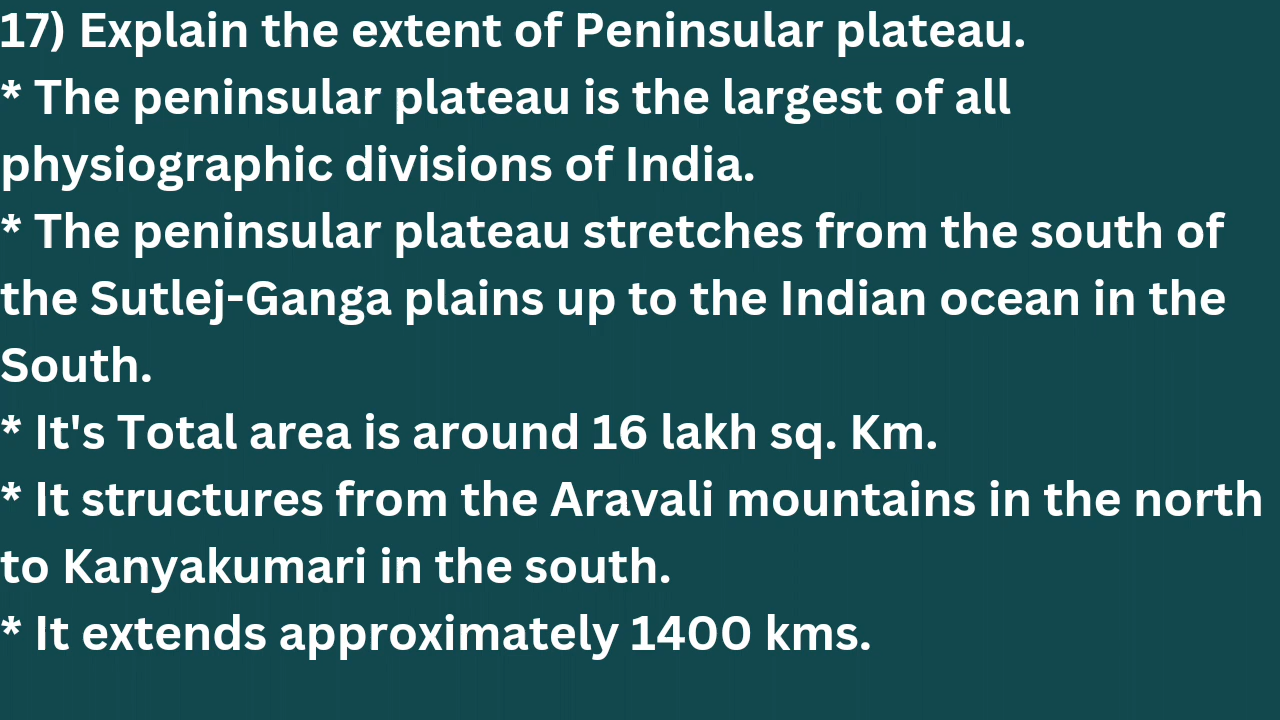 17) Explain the extent of Peninsular plateau.
* The peninsular plateau is the largest of all
physiographic divisions of India.
* The peninsular plateau stretches from the south of
the Sutlej-Ganga plains up to the Indian ocean in the
South.
* It's Total area is around 16 lakh sq. Km.
* It structures from the Aravali mountains in the north
to Kanyakumari in the south.
* It extends approximately 1400 kms.